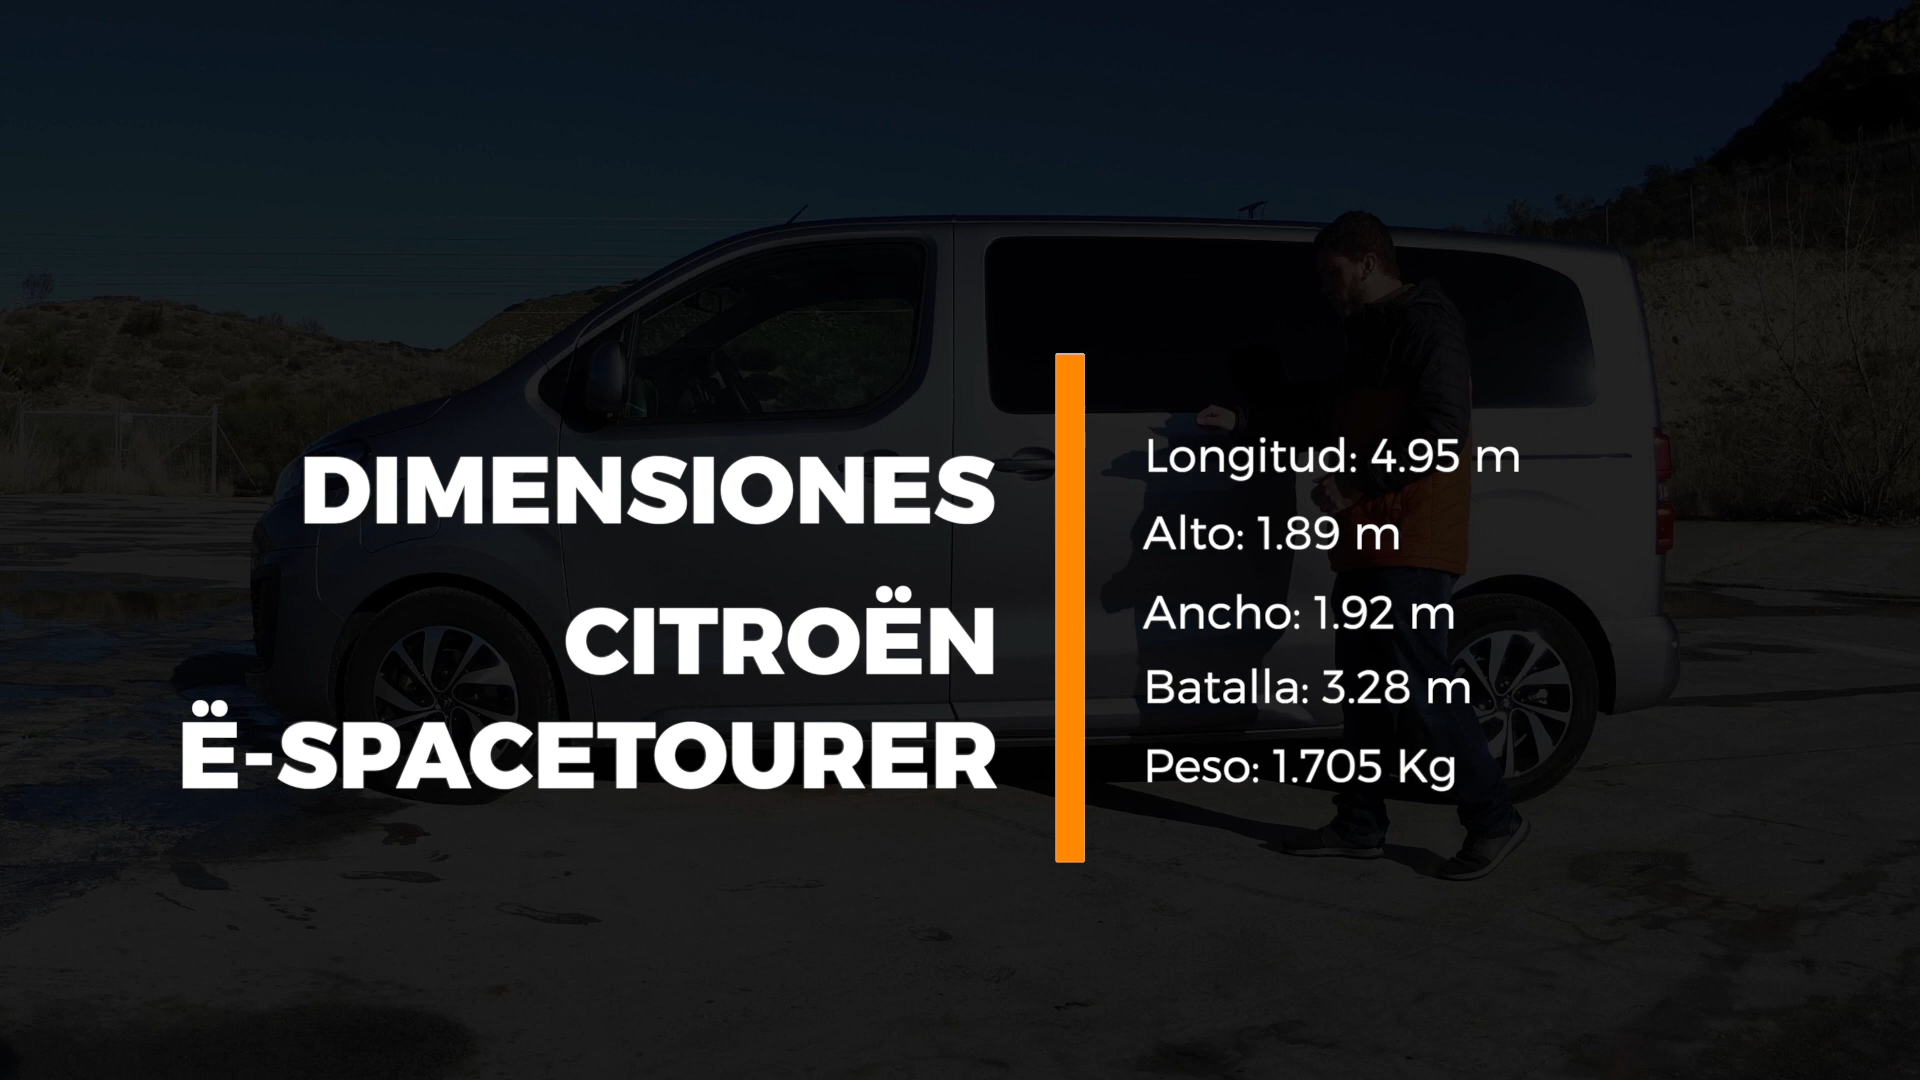 DIMENSIONES
CITROËN
Ë-SPACETOURER
Longitud: 4.95 m
Alto: 1.89 m
Ancho: 1.92 m
Batalla: 3.28 m
Peso: 1.705 Kg